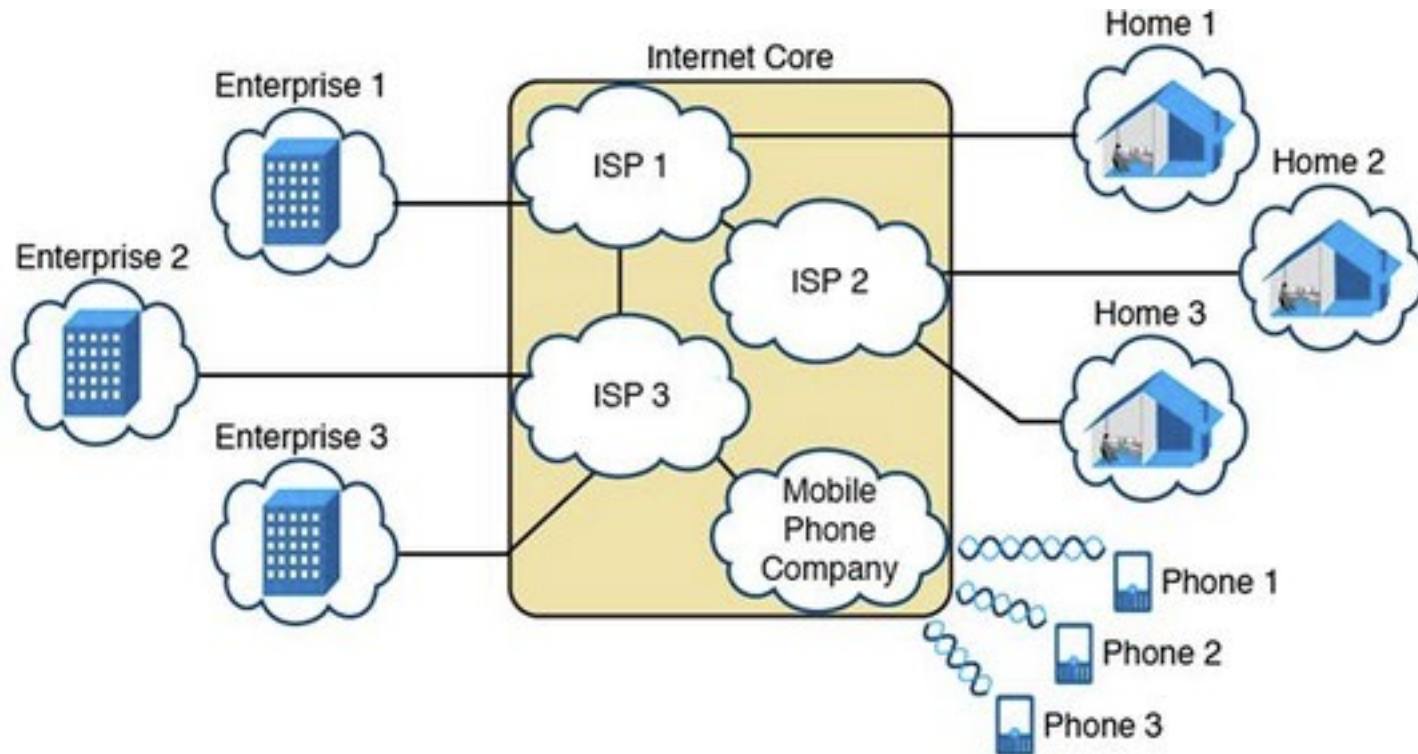 Home 1
Internet Core
Enterprise 1
ISP 1
Home 2
Enterprise 2
ISP 2
Home 3
ISP 3
Enterprise 3
Mobile
Phone
Company
Phone 1
Phone 2
Phone 3